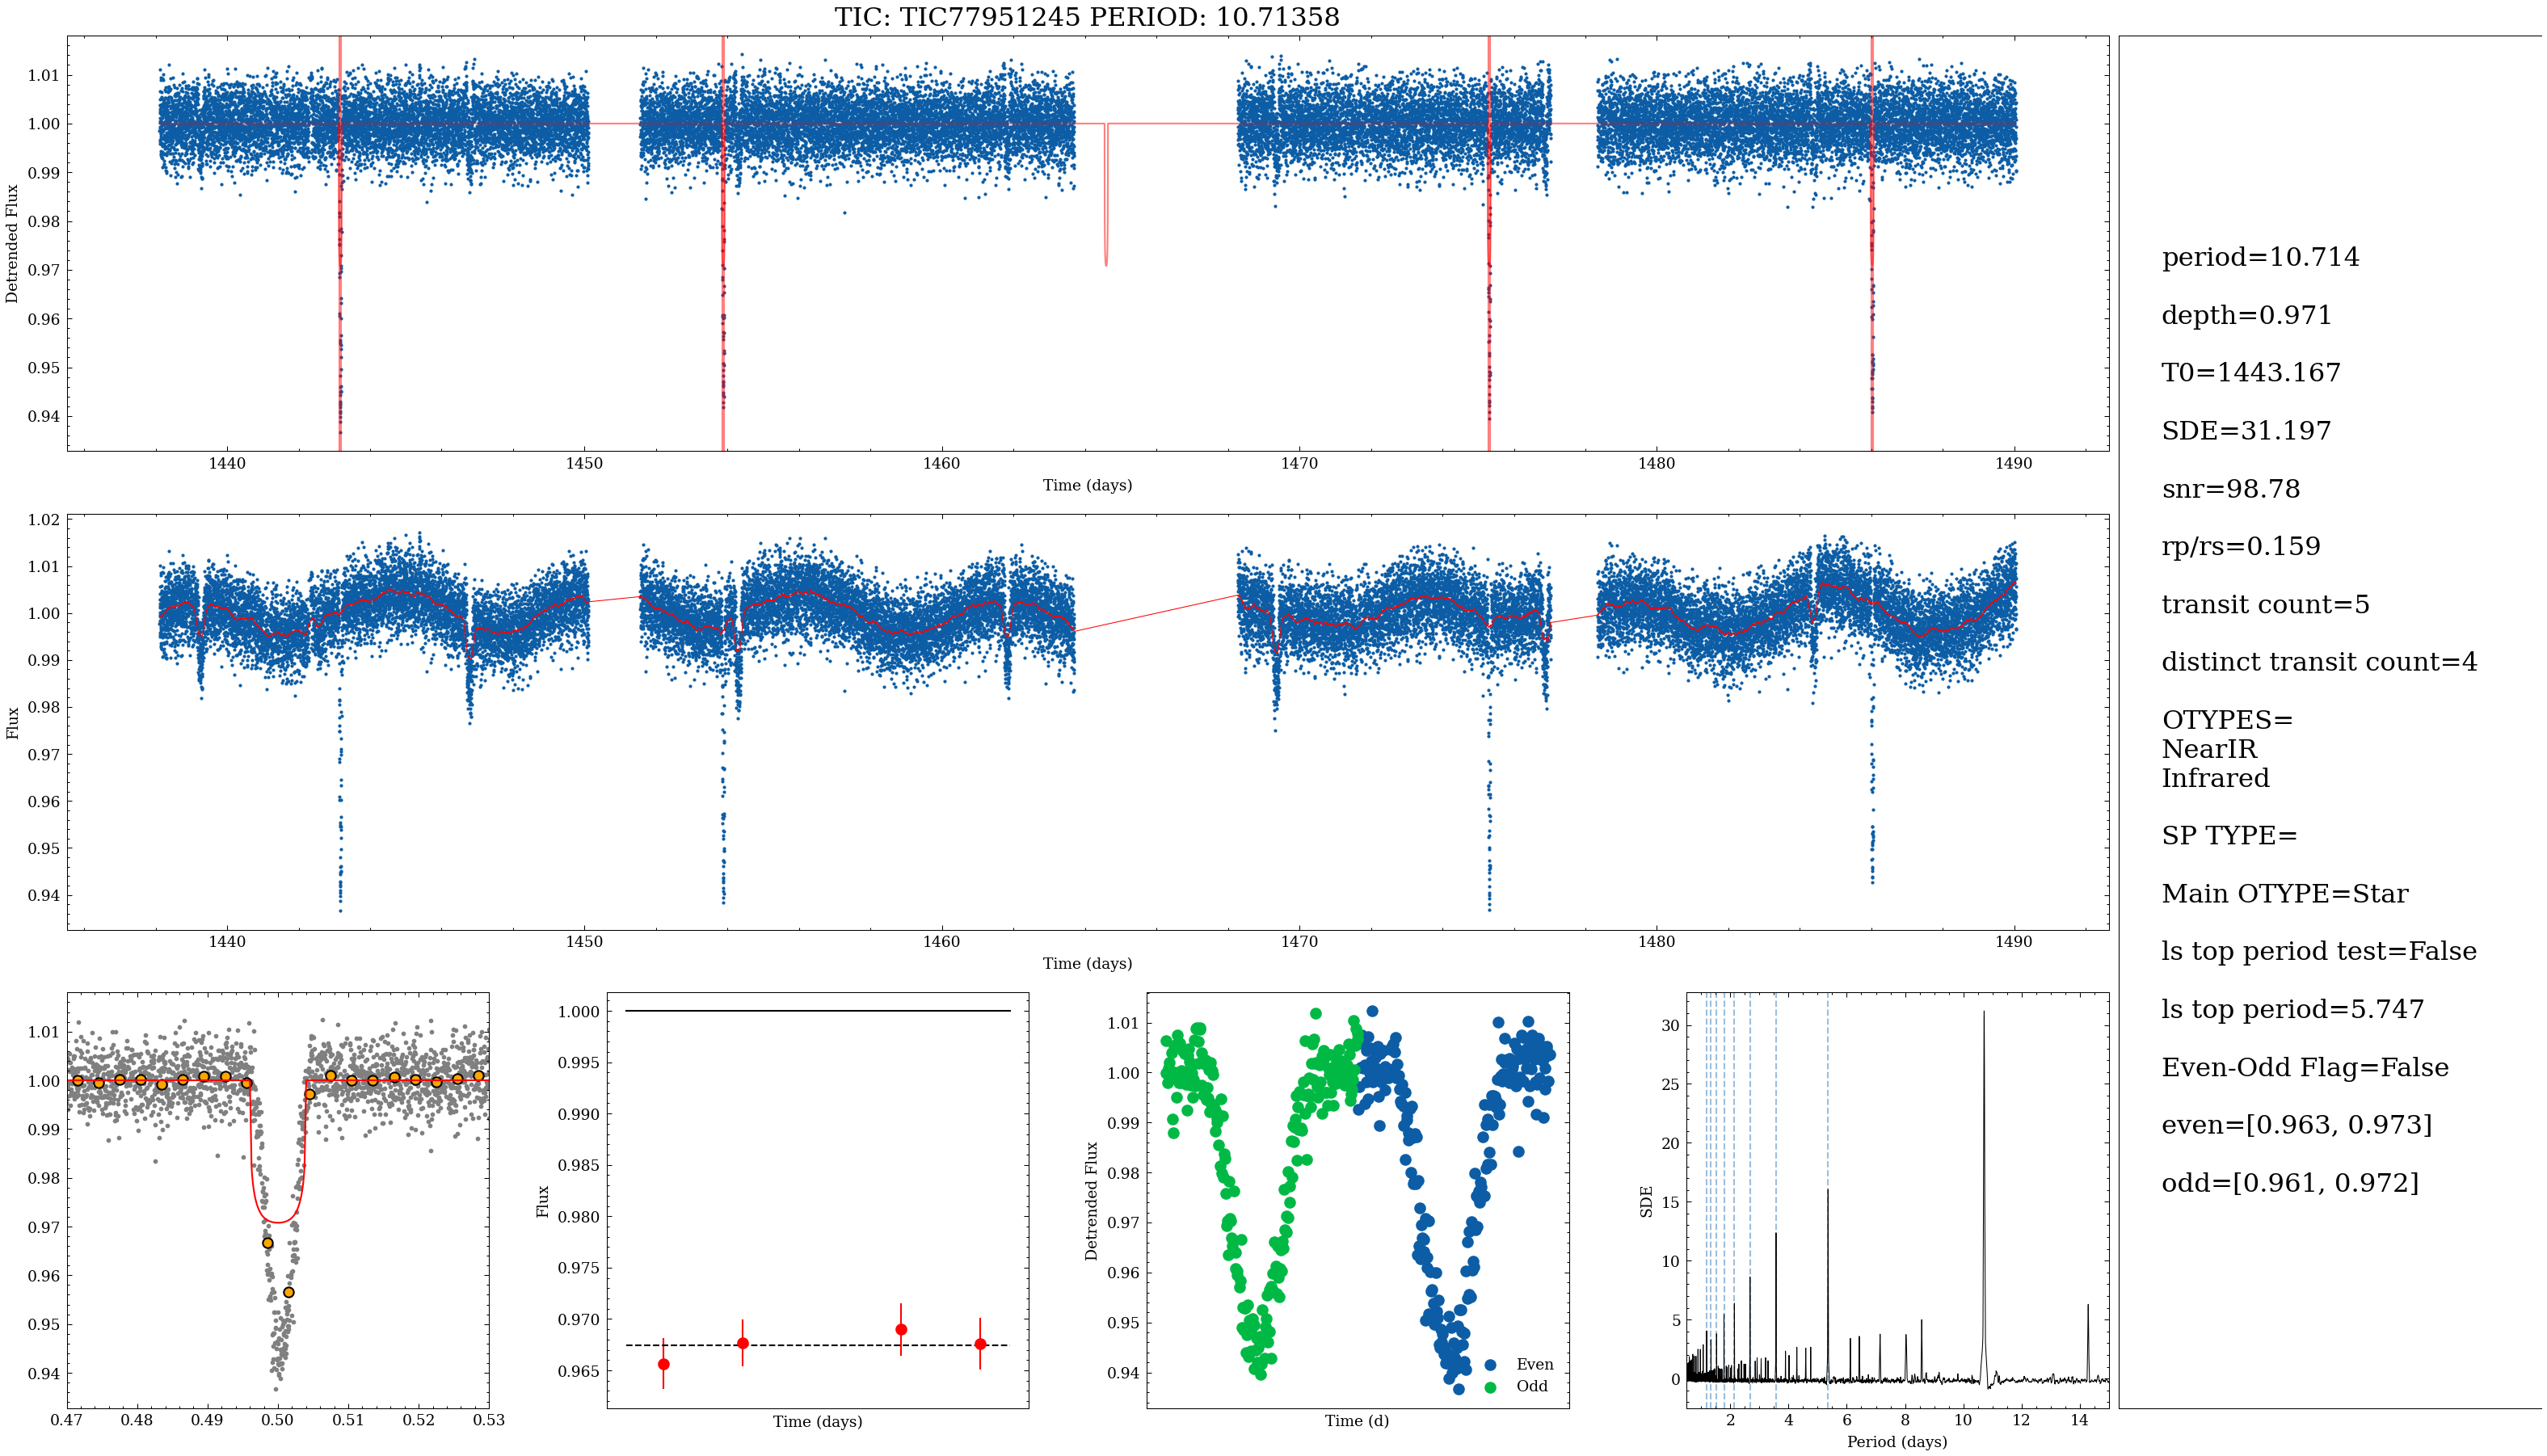 TIC: TIC77951245 PERIOD: 10.71358
1.01
1.00
0.99
0.98
0.97
0.96
0.95
0.94
Detrended Flux
1440
1450
1460
1470
1480
1490
Time (days)
1.02
1.01
1.00
0.99
0.98
0.97
0.96
0.95
0.94
Flux
1440
1450
1460
1470
1480
1490
Time (days)
1.01
1.00
0.99
0.98
0.97
0.96
0.95
0.94
0.47
0.48
0.49
0.50
0.51
0.52
0.53
1.000
0.995
0.990
0.985
0.980
0.975
0.970
0.965
Flux
Time (days)
1.01
1.00
0.99
0.98
0.97
0.96
0.95
0.94
Detrended Flux
Even
Odd
Time (d)
30
25
20
15
10
5
0
SDE
2
4
6
8
10
12
14
Period (days)
period=10.714
depth=0.971
T0=1443.167
SDE=31.197
snr=98.78
rp/rs=0.159
transit count=5
distinct transit count=4
OTYPES=
NearIR
Infrared
SP TYPE=
Main OTYPE=Star
ls top period test=False
ls top period=5.747
Even-Odd Flag=False
even=[0.963, 0.973]
odd=[0.961, 0.972]